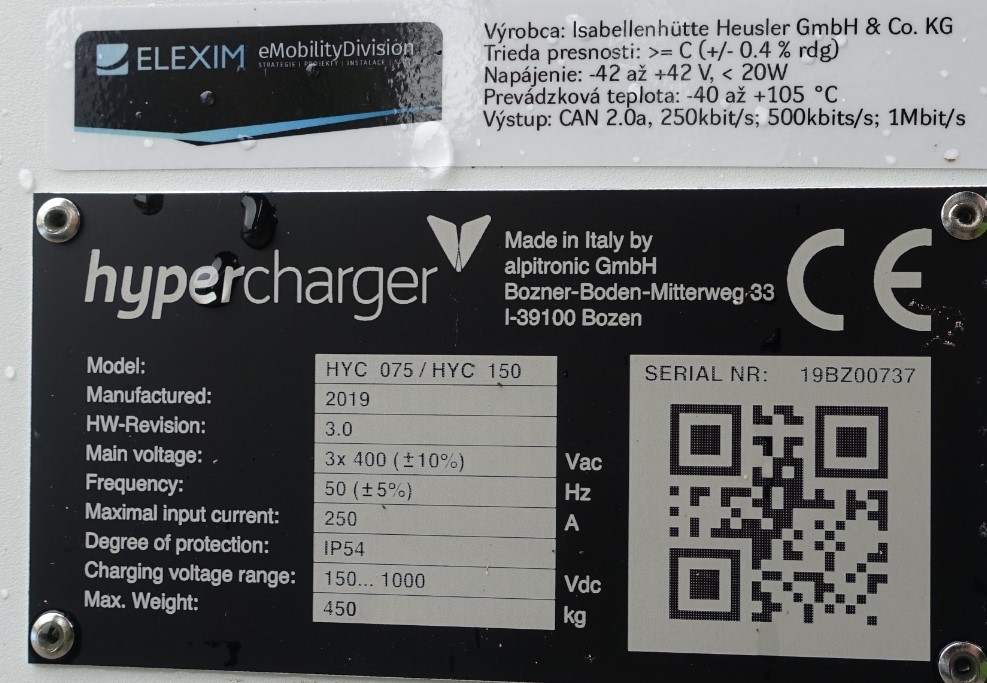 ELEXIM eMobilityDivision
STRATEGIE | PROJEKTY | INSTALACE |
Výrobca: Isabellenhütte Heusler GmbH & Co. KG
Trieda presnosti: >= C (+/- 0.4 % rdg)
Napájenie: -42 až +42 V, < 20W
Prevádzková teplota: -40 až +105 °C
Výstup: CAN 2.0a, 250kbit/s; 500kbits/s; 1Mbit/s
hypercharger
Made in Italy by
alpitronic GmbH
Bozner-Boden-Mitterweg 33
I-39100 Bozen
CE
Model: HYC 075 / HYC 150
Manufactured: 2019
HW-Revision: 3.0
Main voltage: 3x 400 (±10%) Vac
Frequency: 50 (±5%) Hz
Maximal input current: 250 A
Degree of protection: IP54
Charging voltage range: 150... 1000 Vdc
Max. Weight: 450 kg
SERIAL NR: 19BZ00737